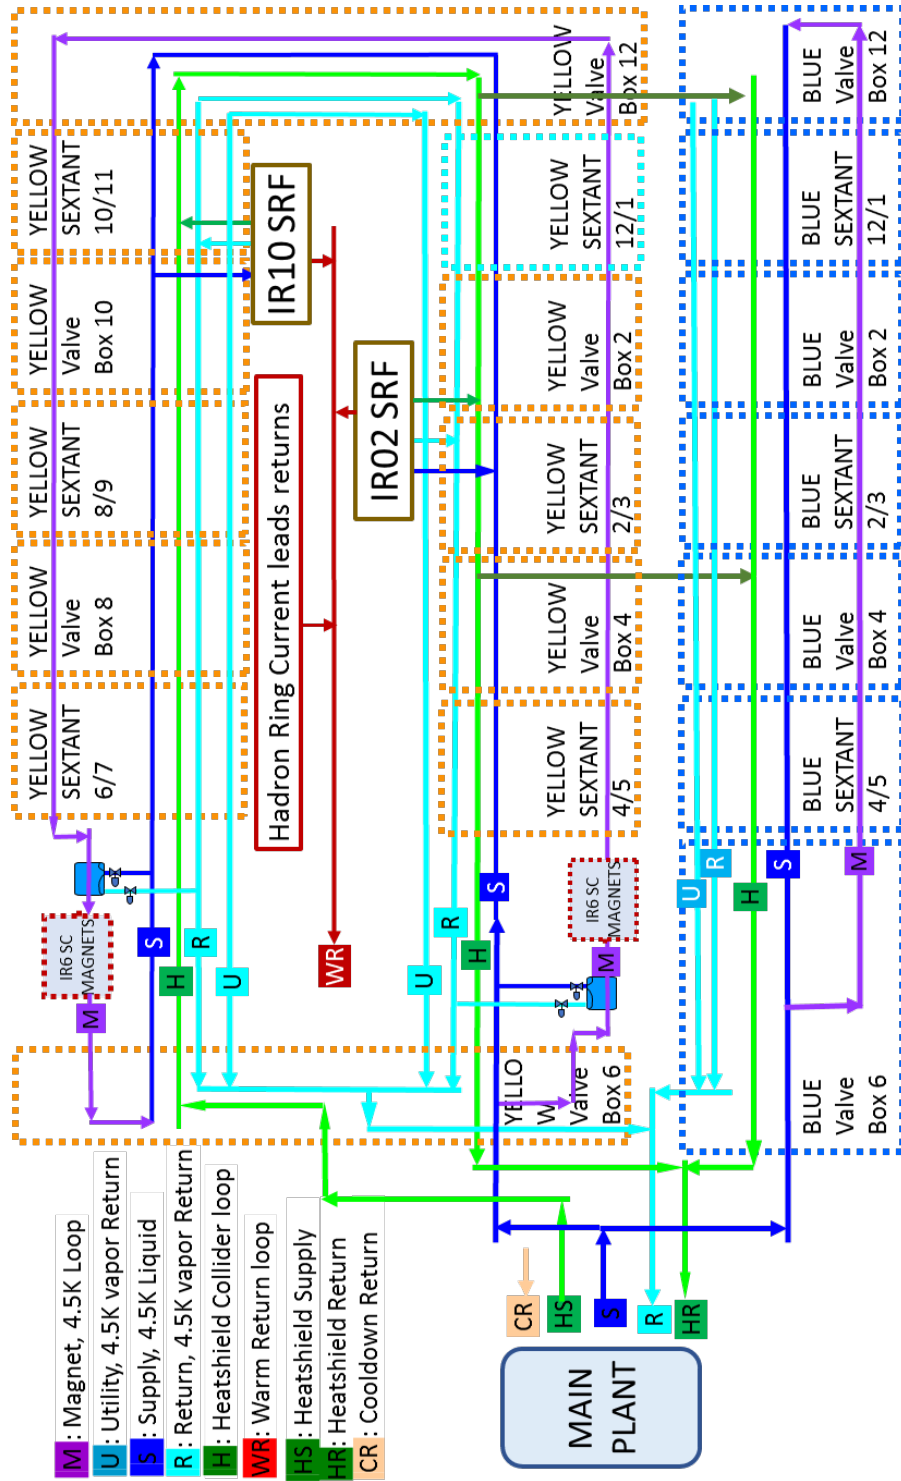 M : Magnet, 4.5K Loop
U : Utility, 4.5K vapor Return
S : Supply, 4.5K Liquid
R : Return, 4.5K vapor Return
H : Heatshield Collider loop
WR: Warm Return loop
HS : Heatshield Supply
HR: Heatshield Return
CR : Cooldown Return
MAIN
PLANT
CR
HS
S
R
HR
M
IR6 SC
MAGNETS
S
H
R
U
WR
U
R
H
S
M
IR6 SC
MAGNETS
U
R
H
S
M
YELLOW
SEXTANT
6/7
YELLOW
Valve
Box 8
YELLOW
SEXTANT
8/9
YELLOW
Valve
Box 10
YELLOW
SEXTANT
10/11
Hadron Ring Current leads returns
IR02 SRF
IR10 SRF
YELLO
W
Valve
Box 6
YELLOW
SEXTANT
4/5
YELLOW
Valve
Box 4
YELLOW
SEXTANT
2/3
YELLOW
Valve
Box 2
YELLOW
SEXTANT
12/1
YELLOW
Valve
Box 12
BLUE
Valve
Box 6
BLUE
SEXTANT
4/5
BLUE
Valve
Box 4
BLUE
SEXTANT
2/3
BLUE
Valve
Box 2
BLUE
SEXTANT
12/1
BLUE
Valve
Box 12